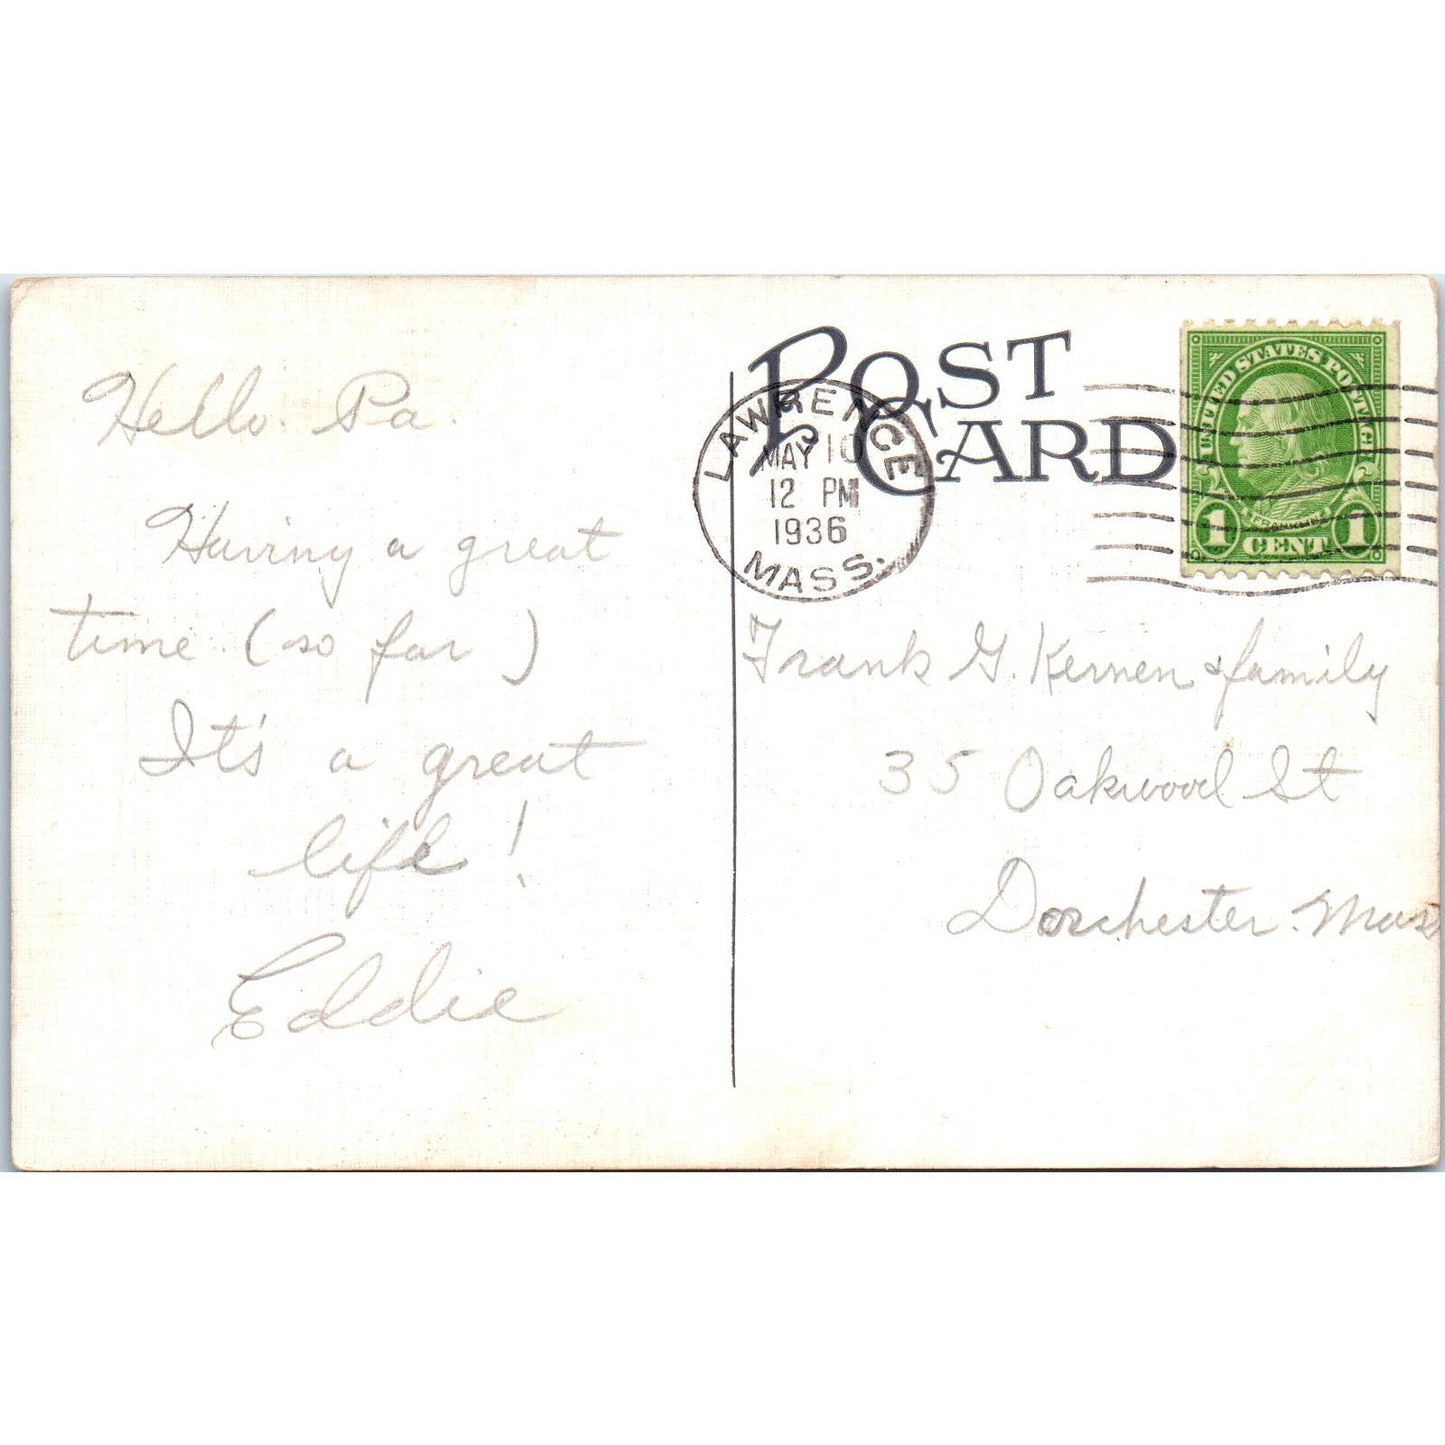 Hello. Pa.
Having a great
time. (so far)
It's a great
life!
Eddie
POST
CARD
LAWRENCE
MAY 10
12 PM
1936
MASS.
UNITED STATES POSTAGE
FRANKLIN
1 CENT 1
Frank G. Kernen & family
35 Oakwood St
Dorchester. Mass